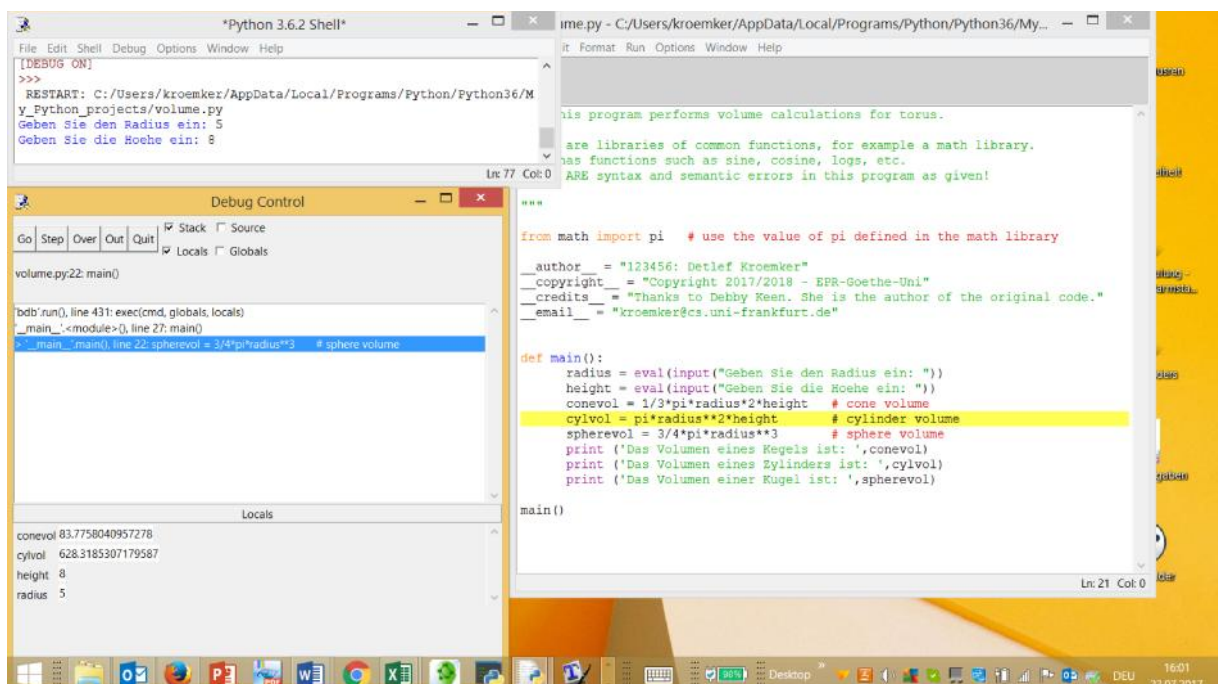 *Python 3.6.2 Shell*
File Edit Shell Debug Options Window Help
[DEBUG ON]
>>>
RESTART: C:/Users/kroemker/AppData/Local/Programs/Python/Python36/M
y_Python_projects/volume.py
Geben Sie den Radius ein: 5
Geben Sie die Hoehe ein: 8
Ln: 77 Col: 0
Debug Control
Go Step Over Out Quit
Stack Source
Locals Globals
volume.py:22: main()
'bdb'.run(), line 431: exec(cmd, globals, locals)
'__main__'.<module>(), line 27: main()
> '__main__'.main(), line 22: spherevol = 3/4*pi*radius**3 # sphere volume
Locals
conevol 83.7758040957278
cylvol 628.3185307179587
height 8
radius 5
ume.py - C:/Users/kroemker/AppData/Local/Programs/Python/Python36/My...
it Format Run Options Window Help
his program performs volume calculations for torus.
are libraries of common functions, for example a math library.
has functions such as sine, cosine, logs, etc.
ARE syntax and semantic errors in this program as given!
"""
from math import pi # use the value of pi defined in the math library
__author__ = "123456: Detlef Kroemker"
__copyright__ = "Copyright 2017/2018 - EPR-Goethe-Uni"
__credits__ = "Thanks to Debby Keen. She is the author of the original code."
__email__ = "kroemker@cs.uni-frankfurt.de"
def main():
radius = eval(input("Geben Sie den Radius ein: "))
height = eval(input("Geben Sie die Hoehe ein: "))
conevol = 1/3*pi*radius*2*height # cone volume
cylvol = pi*radius**2*height # cylinder volume
spherevol = 3/4*pi*radius**3 # sphere volume
print ('Das Volumen eines Kegels ist: ',conevol)
print ('Das Volumen eines Zylinders ist: ',cylvol)
print ('Das Volumen einer Kugel ist: ',spherevol)
main()
Ln: 21 Col: 0
90%
Desktop
DEU
16:01